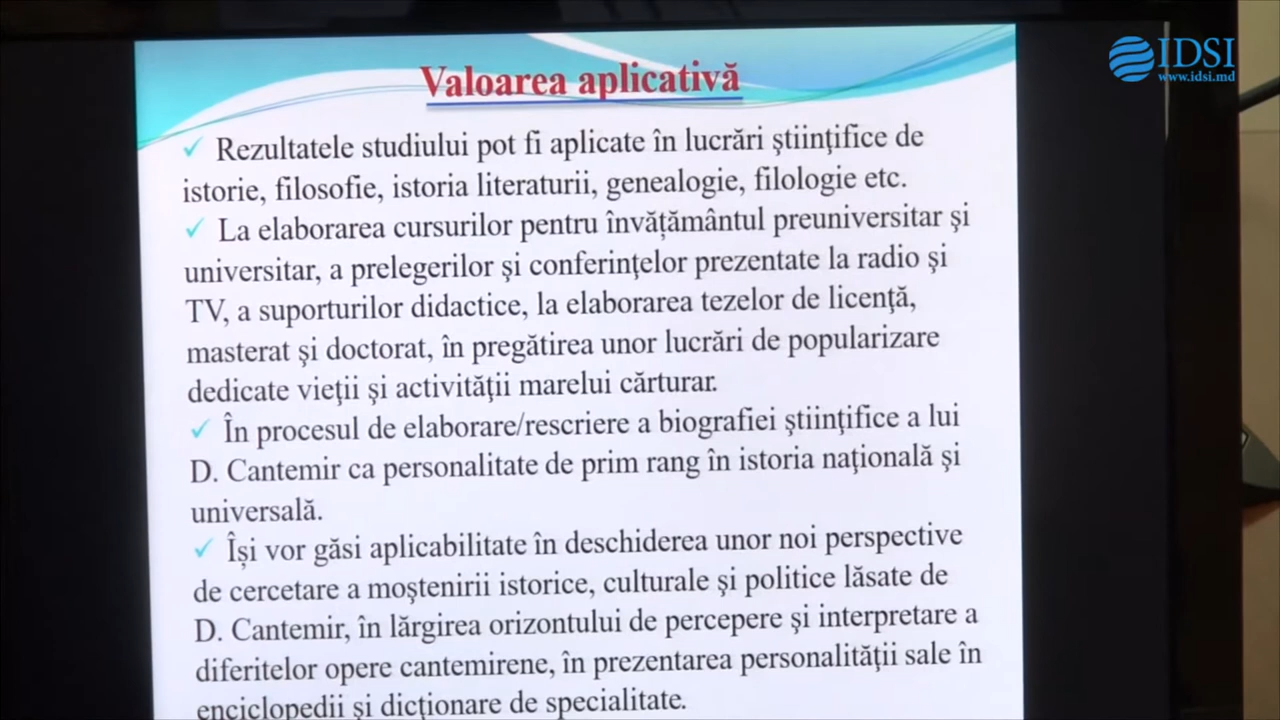 IDSI
www.idsi.md
Valoarea aplicativă
✓ Rezultatele studiului pot fi aplicate în lucrări ştiinţifice de
istorie, filosofie, istoria literaturii, genealogie, filologie etc.
✓ La elaborarea cursurilor pentru învățământul preuniversitar şi
universitar, a prelegerilor şi conferinţelor prezentate la radio şi
TV, a suporturilor didactice, la elaborarea tezelor de licenţă,
masterat şi doctorat, în pregătirea unor lucrări de popularizare
dedicate vieţii şi activităţii marelui cărturar.
✓ În procesul de elaborare/rescriere a biografiei ştiinţifice a lui
D. Cantemir ca personalitate de prim rang în istoria naţională şi
universală.
✓ Își vor găsi aplicabilitate în deschiderea unor noi perspective
de cercetare a moştenirii istorice, culturale şi politice lăsate de
D. Cantemir, în lărgirea orizontului de percepere şi interpretare a
diferitelor opere cantemirene, în prezentarea personalităţii sale în
enciclopedii şi dicţionare de specialitate.